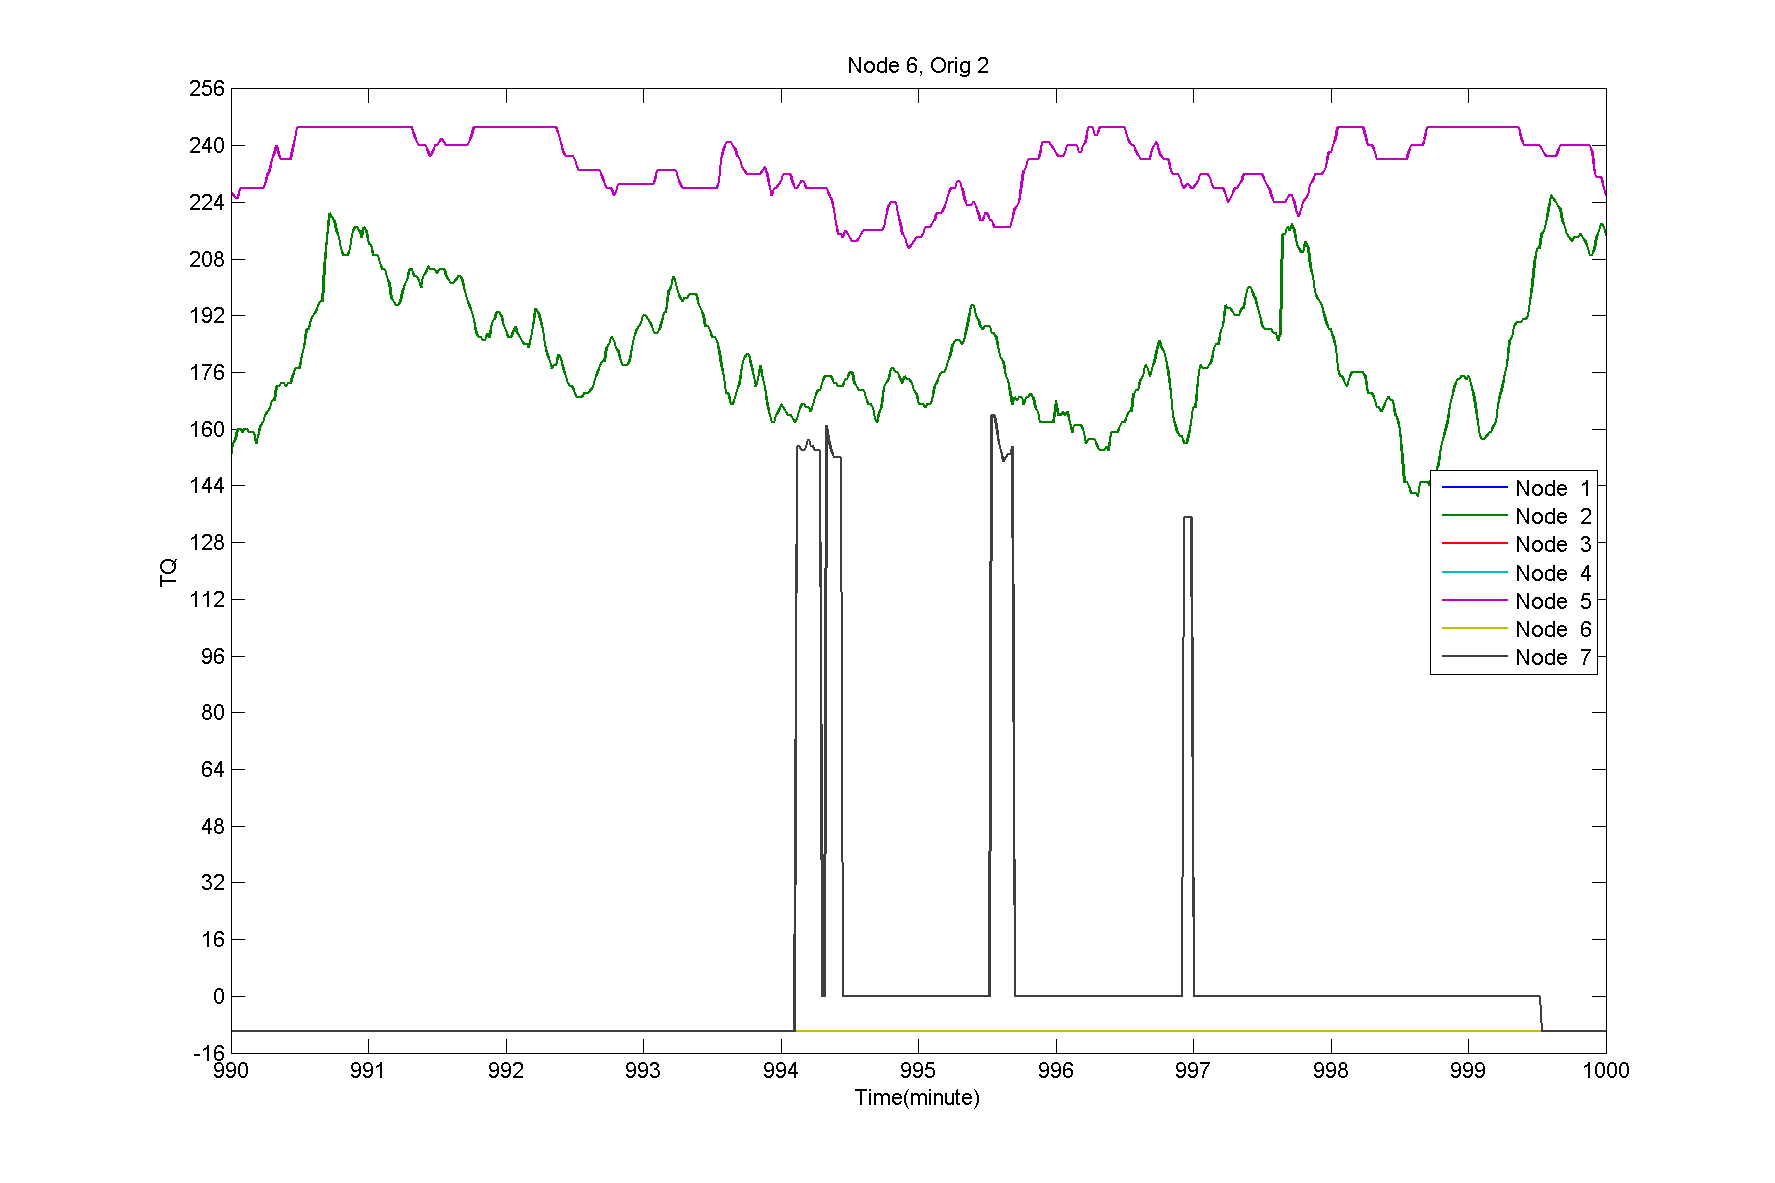 Node 6, Orig 2
256
240
224
208
192
176
160
144
128
112
96
80
64
48
32
16
0
-16
TQ
Node 1
Node 2
Node 3
Node 4
Node 5
Node 6
Node 7
990 991 992 993 994 995 996 997 998 999 1000
Time(minute)